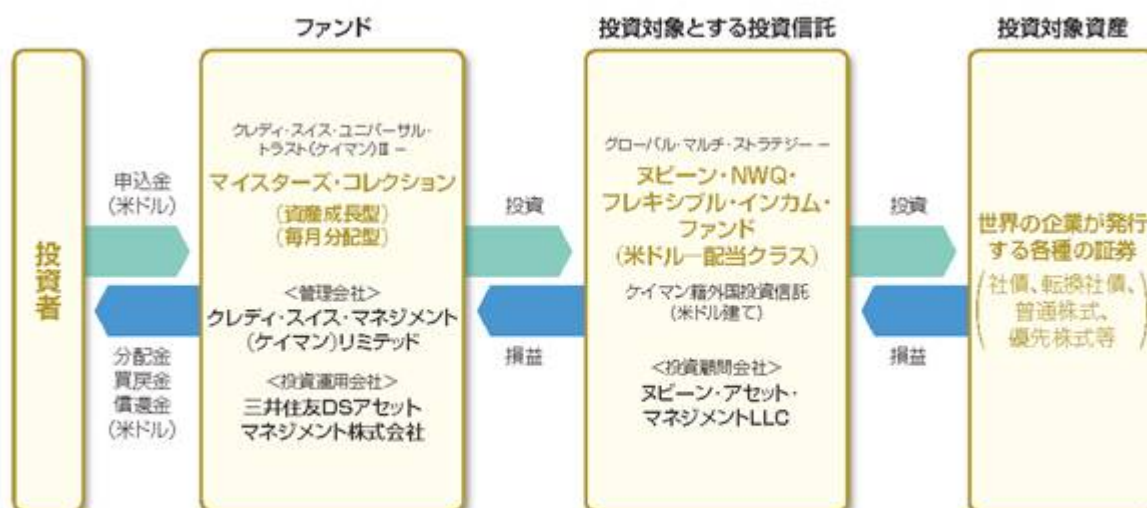 ファンド
投資対象とする投資信託
投資対象資産
投資者
申込金
(米ドル)
分配金
買戻金
償還金
(米ドル)
クレディ・スイス・ユニバーサル・
トラスト(ケイマン)Ⅲ －
マイスターズ・コレクション
(資産成長型)
(毎月分配型)
＜管理会社＞
クレディ・スイス・マネジメント
(ケイマン)リミテッド
＜投資運用会社＞
三井住友DSアセット
マネジメント株式会社
投資
損益
グローバル・マルチ・ストラテジー －
ヌビーン・NWQ・
フレキシブル・インカム・
ファンド
(米ドル―配当クラス)
ケイマン籍外国投資信託
(米ドル建て)
＜投資顧問会社＞
ヌビーン・アセット・
マネジメントLLC
投資
損益
世界の企業が発行
する各種の証券
(社債、転換社債、
普通株式、
優先株式等)